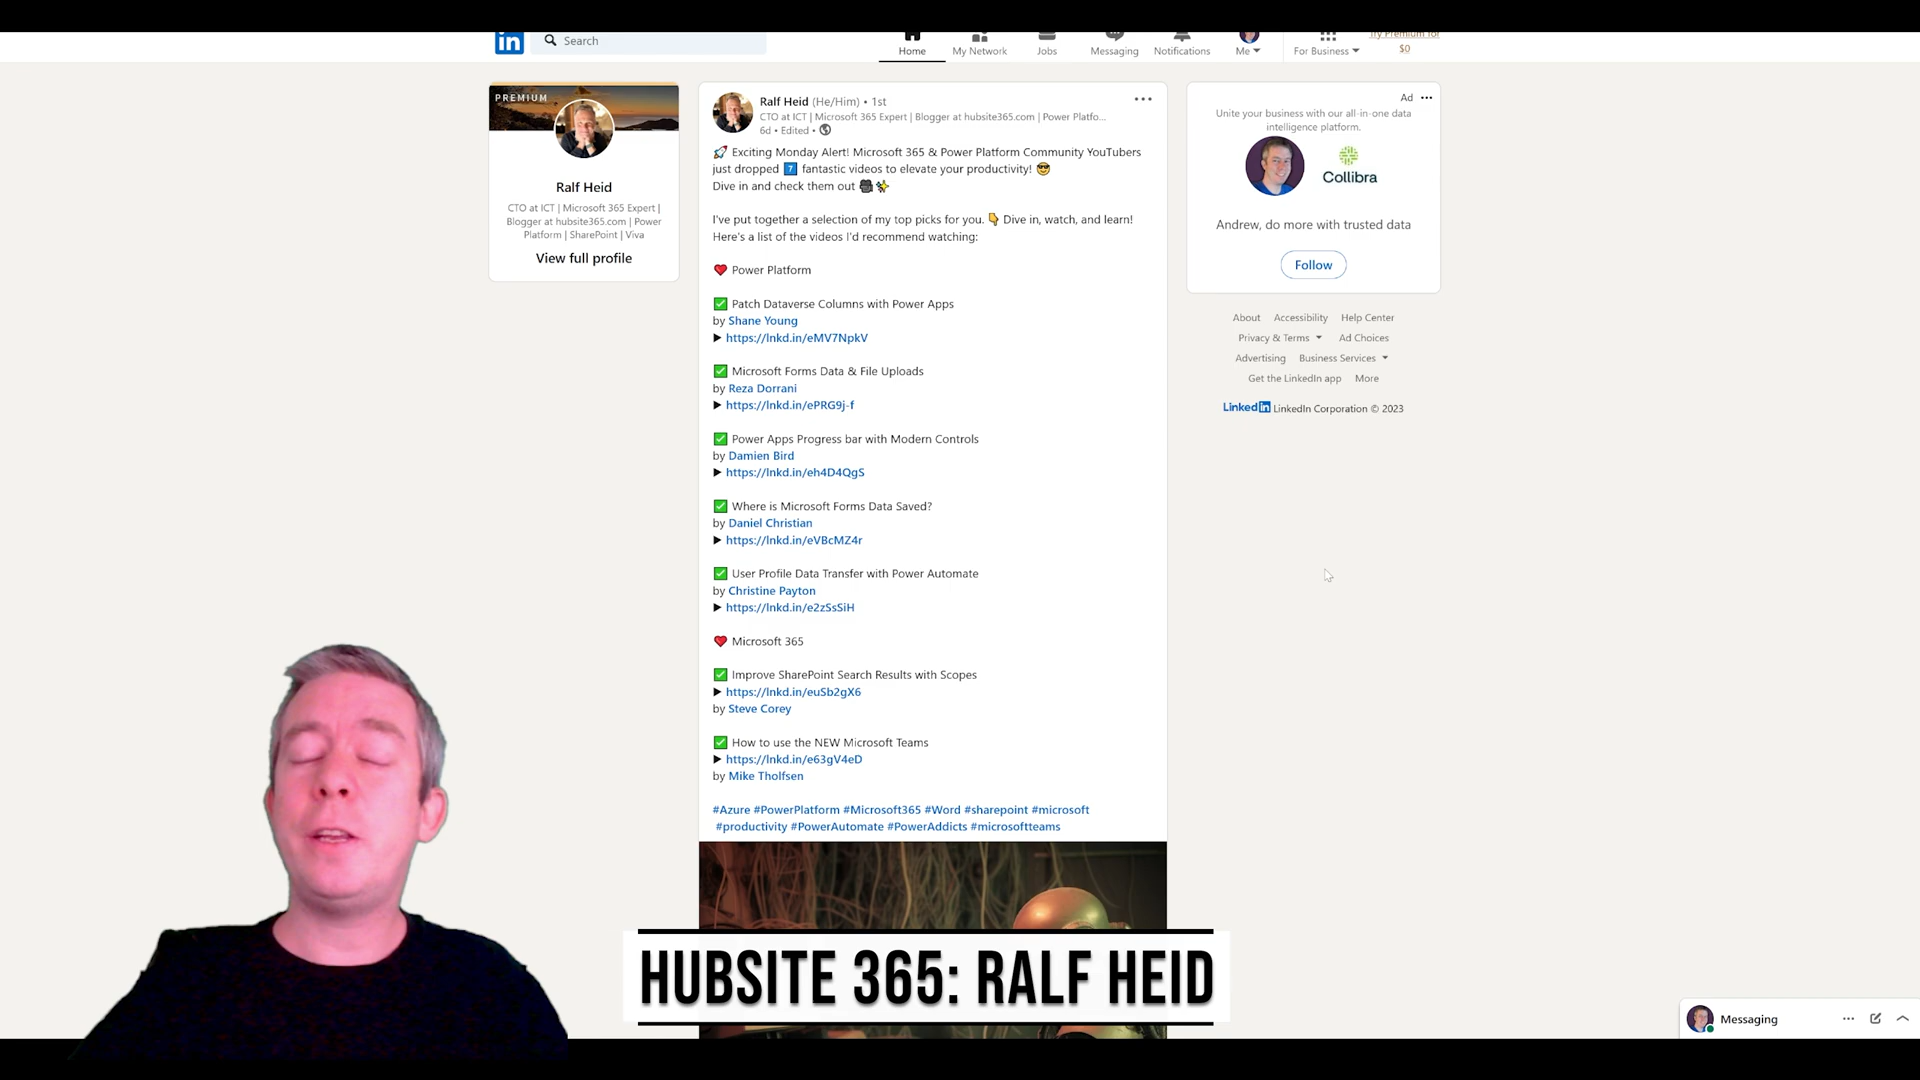 in
Search
Home
My Network
Jobs
Messaging
Notifications
Me
For Business
Try Premium for
$0
PREMIUM
Ralf Heid
CTO at ICT | Microsoft 365 Expert |
Blogger at hubsite365.com | Power
Platform | SharePoint | Viva
View full profile
Ralf Heid (He/Him) • 1st
CTO at ICT | Microsoft 365 Expert | Blogger at hubsite365.com | Power Platfo...
6d • Edited •
🚀 Exciting Monday Alert! Microsoft 365 & Power Platform Community YouTubers
just dropped 7️⃣ fantastic videos to elevate your productivity! 😎
Dive in and check them out 🎥✨
I've put together a selection of my top picks for you. 👇 Dive in, watch, and learn!
Here's a list of the videos I'd recommend watching:
❤️ Power Platform
✅ Patch Dataverse Columns with Power Apps
by Shane Young
▶ https://lnkd.in/eMV7NpkV
✅ Microsoft Forms Data & File Uploads
by Reza Dorrani
▶ https://lnkd.in/ePRG9j-f
✅ Power Apps Progress bar with Modern Controls
by Damien Bird
▶ https://lnkd.in/eh4D4QgS
✅ Where is Microsoft Forms Data Saved?
by Daniel Christian
▶ https://lnkd.in/eVBcMZ4r
✅ User Profile Data Transfer with Power Automate
by Christine Payton
▶ https://lnkd.in/e2zSsSiH
❤️ Microsoft 365
✅ Improve SharePoint Search Results with Scopes
▶ https://lnkd.in/euSb2gX6
by Steve Corey
✅ How to use the NEW Microsoft Teams
▶ https://lnkd.in/e63gV4eD
by Mike Tholfsen
#Azure #PowerPlatform #Microsoft365 #Word #sharepoint #microsoft
#productivity #PowerAutomate #PowerAddicts #microsoftteams
Ad
Unite your business with our all-in-one data
intelligence platform.
Collibra
Andrew, do more with trusted data
Follow
About Accessibility Help Center
Privacy & Terms Ad Choices
Advertising Business Services
Get the LinkedIn app More
LinkedIn LinkedIn Corporation © 2023
HUBSITE 365: RALF HEID
Messaging